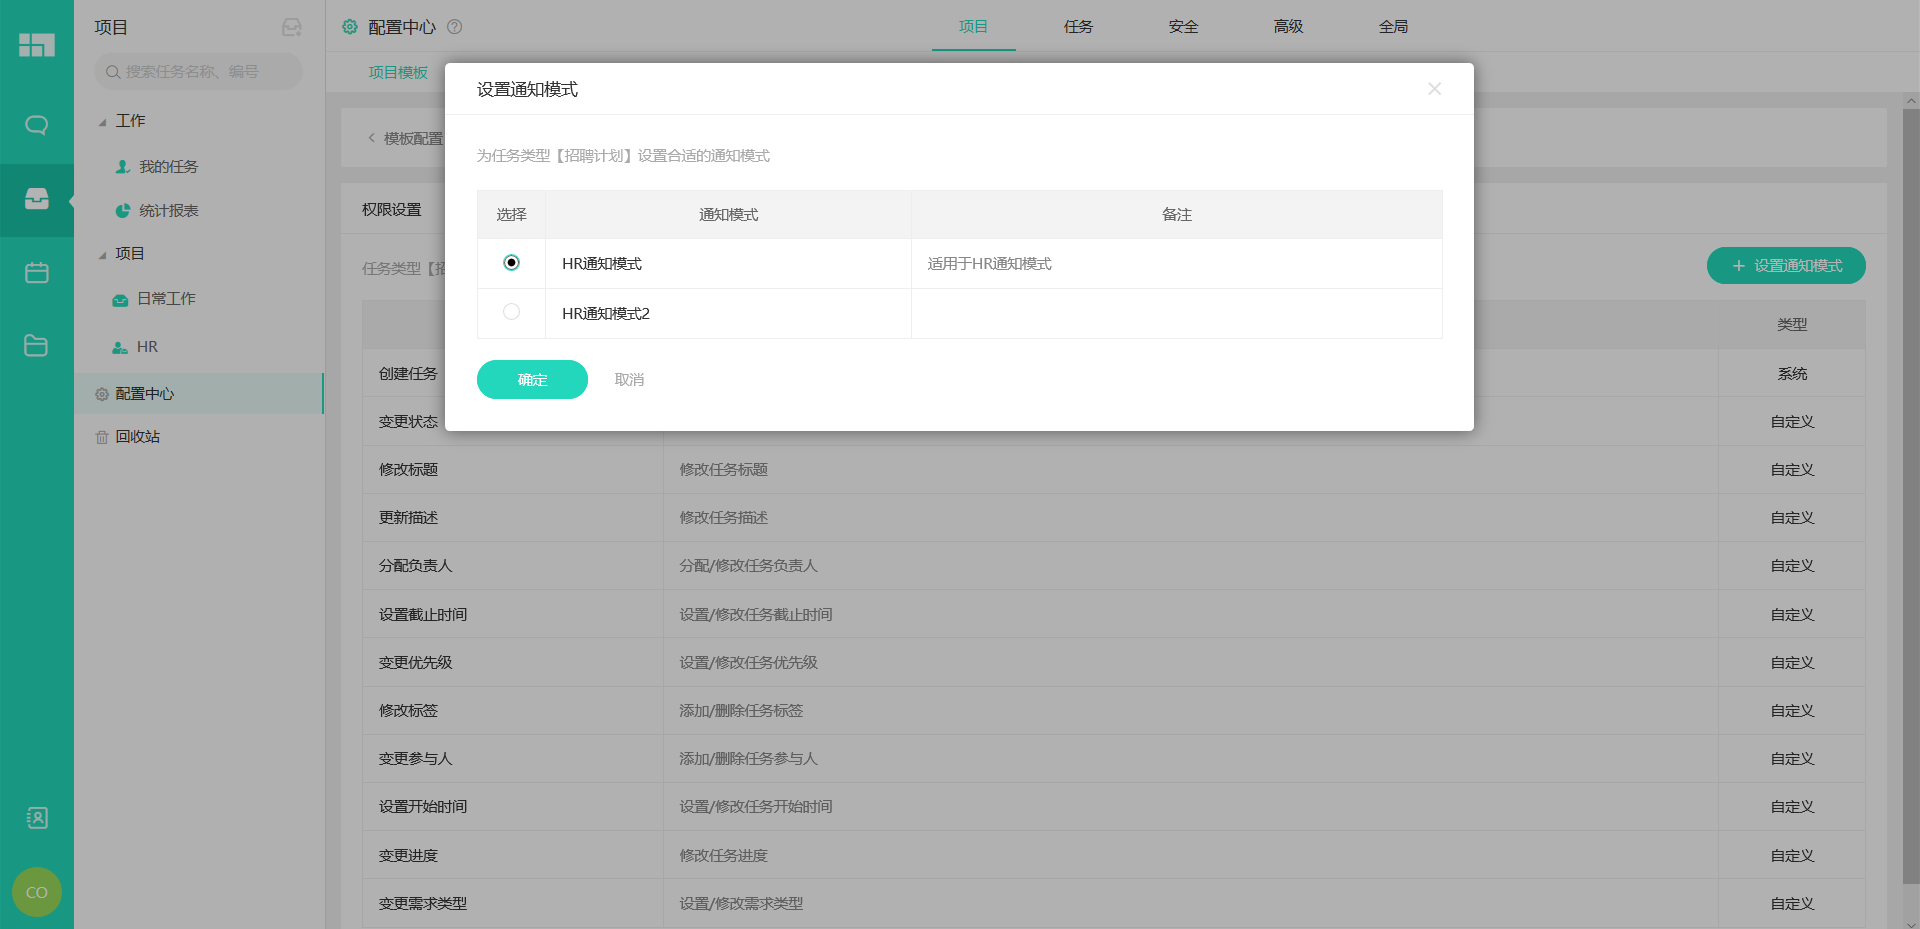 项目
配置中心
项目 任务 安全 高级 全局
搜索任务名称、编号
项目模板
设置通知模式
工作
模板配置
为任务类型【招聘计划】设置合适的通知模式
我的任务
统计报表
权限设置
选择 通知模式 备注
项目
任务类型【招
HR通知模式 适用于HR通知模式
+ 设置通知模式
日常工作
HR通知模式2
类型
HR
创建任务 系统
确定 取消
配置中心
变更状态 自定义
回收站
修改标题 修改任务标题 自定义
更新描述 修改任务描述 自定义
分配负责人 分配/修改任务负责人 自定义
设置截止时间 设置/修改任务截止时间 自定义
变更优先级 设置/修改任务优先级 自定义
修改标签 添加/删除任务标签 自定义
变更参与人 添加/删除任务参与人 自定义
设置开始时间 设置/修改任务开始时间 自定义
变更进度 修改任务进度 自定义
变更需求类型 设置/修改需求类型 自定义
CO